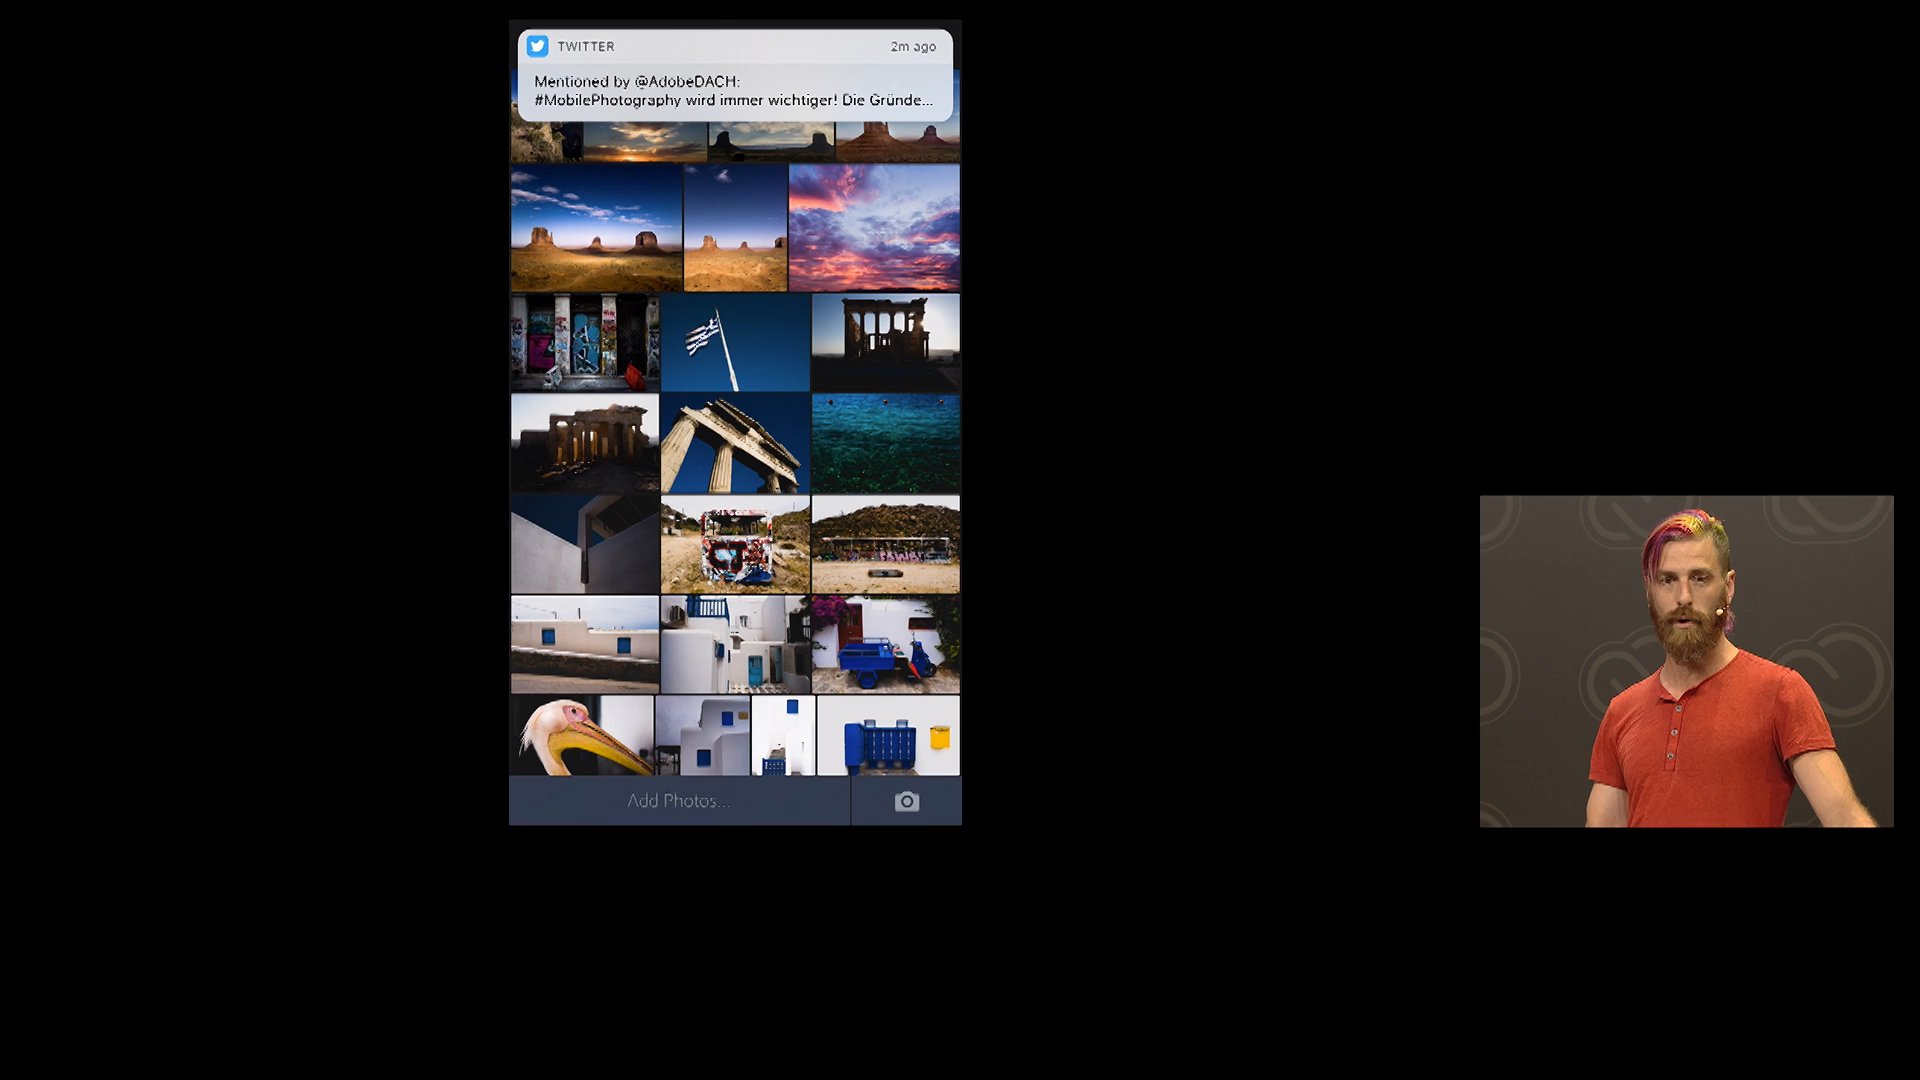 TWITTER
2m ago
Mentioned by @AdobeDACH:
#MobilePhotography wird immer wichtiger! Die Gründe...
Add Photos...